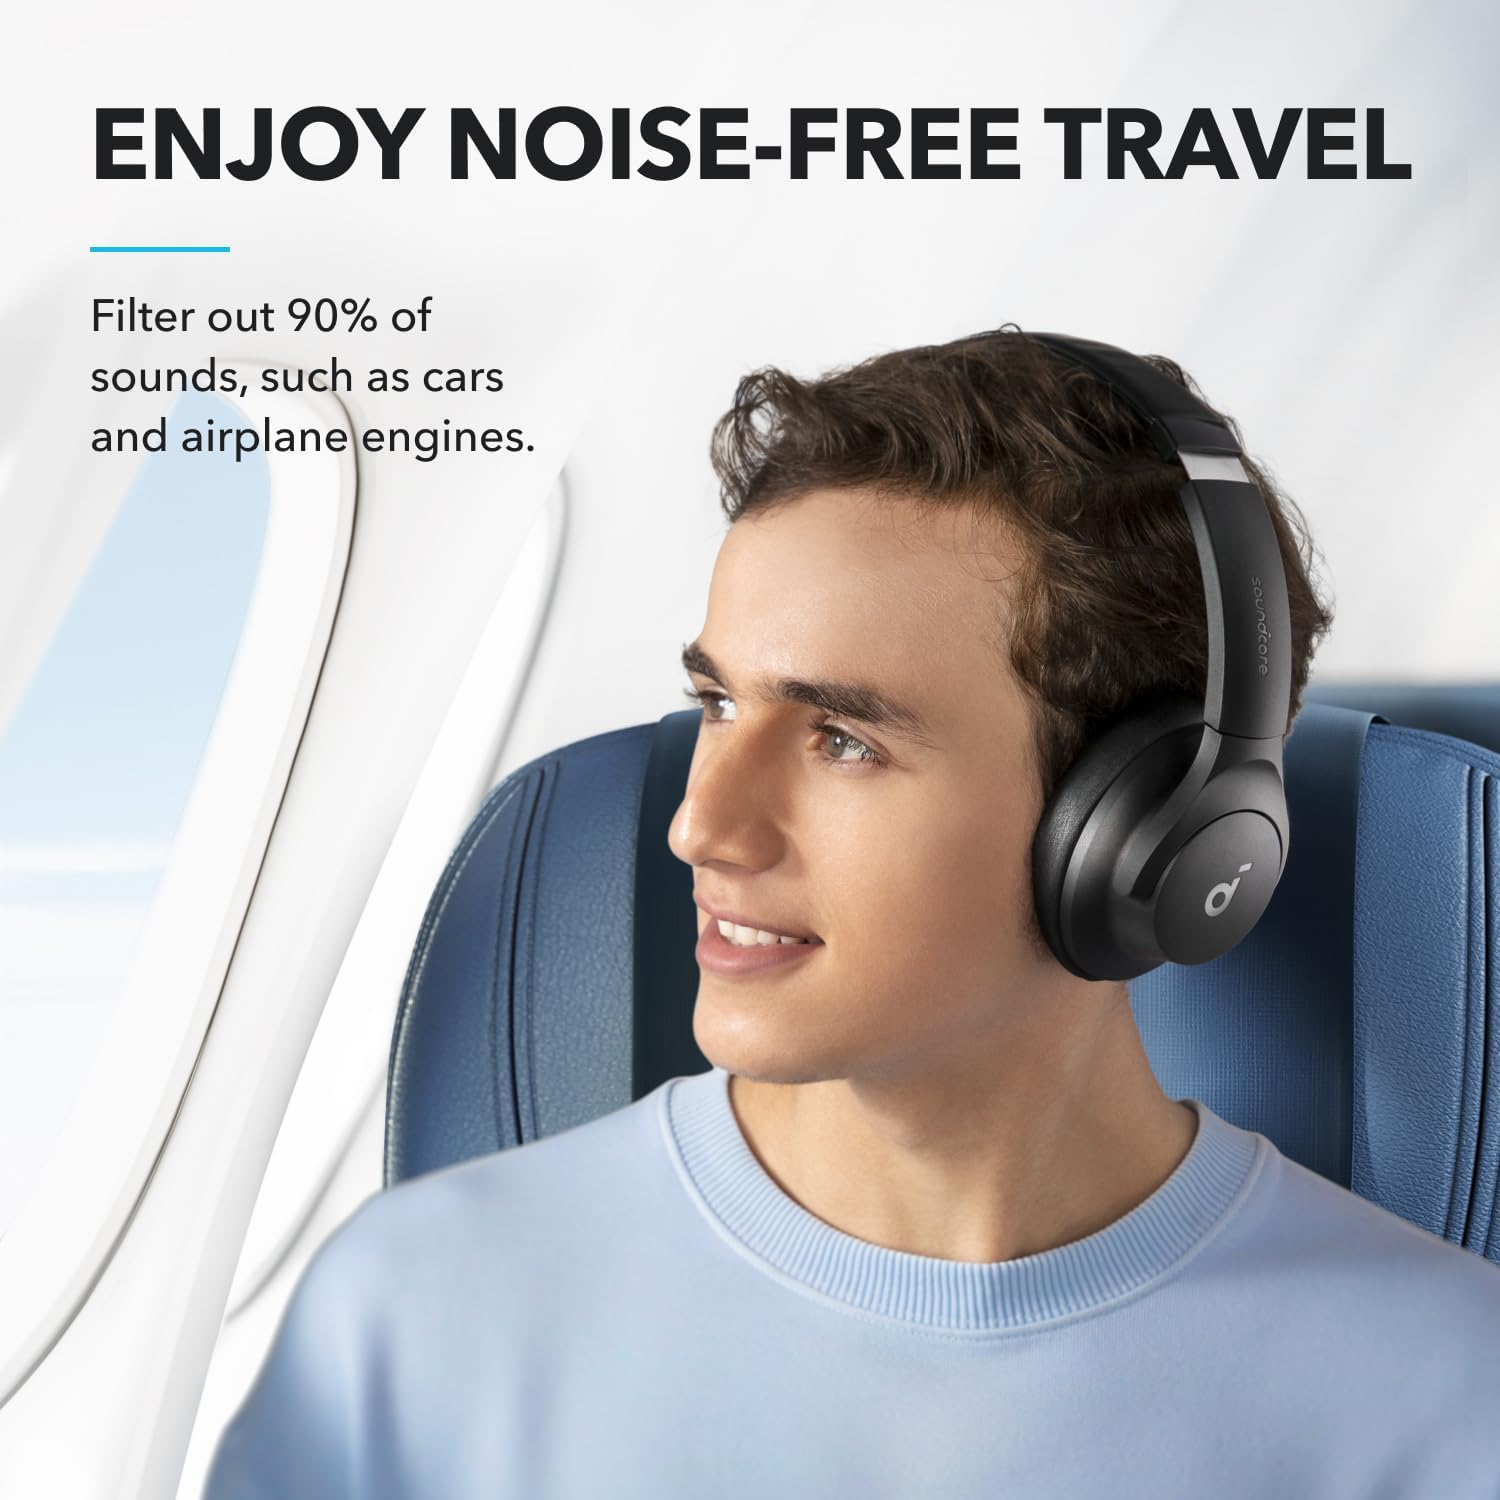 ENJOY NOISE-FREE TRAVEL
Filter out 90% of
sounds, such as cars
and airplane engines.
soundcore